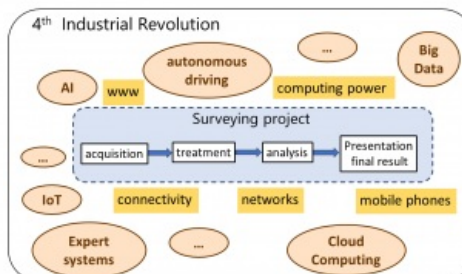 4th Industrial Revolution
...
Big
Data
autonomous
driving
AI
www
computing power
Surveying project
acquisition
treatment
analysis
Presentation
final result
...
IoT
connectivity
networks
mobile phones
Expert
systems
...
Cloud
Computing